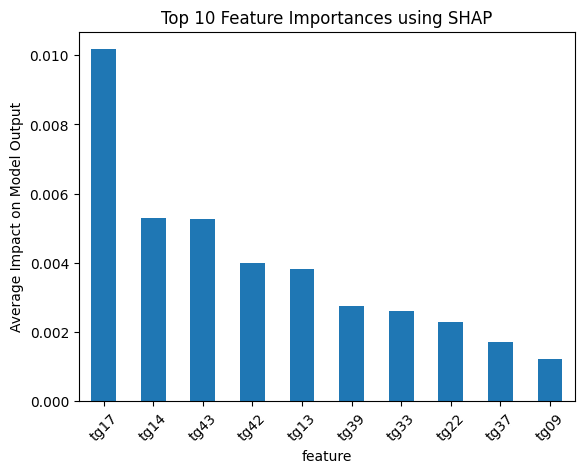 Top 10 Feature Importances using SHAP
Average Impact on Model Output
0.010
0.008
0.006
0.004
0.002
0.000
tg17
tg14
tg43
tg42
tg13
tg39
tg33
tg22
tg37
tg09
feature